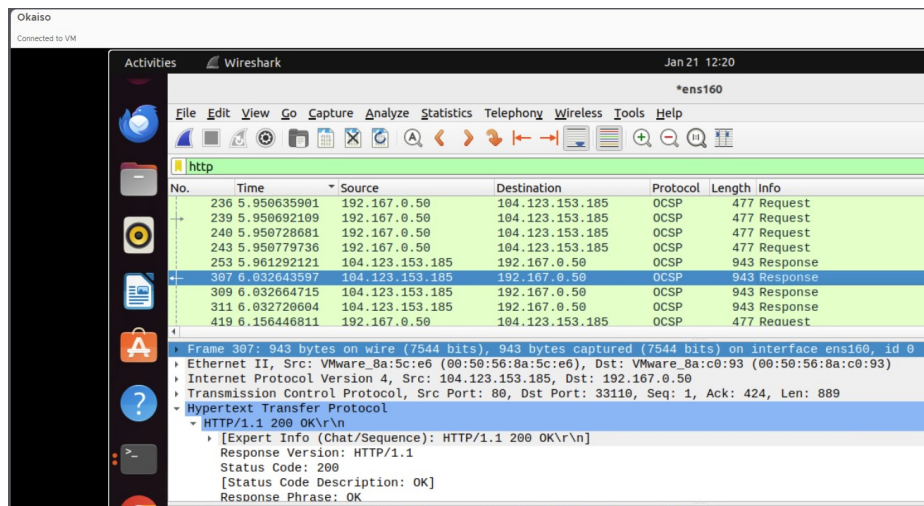 Okaiso
Connected to VM
Activities Wireshark Jan 21 12:20
*ens160
File Edit View Go Capture Analyze Statistics Telephony Wireless Tools Help
http
No. Time Source Destination Protocol Length Info
236 5.950635901 192.167.0.50 104.123.153.185 OCSP 477 Request
239 5.950692109 192.167.0.50 104.123.153.185 OCSP 477 Request
240 5.950728681 192.167.0.50 104.123.153.185 OCSP 477 Request
243 5.950779736 192.167.0.50 104.123.153.185 OCSP 477 Request
253 5.961292121 104.123.153.185 192.167.0.50 OCSP 943 Response
307 6.032643597 104.123.153.185 192.167.0.50 OCSP 943 Response
309 6.032664715 104.123.153.185 192.167.0.50 OCSP 943 Response
311 6.032720604 104.123.153.185 192.167.0.50 OCSP 943 Response
419 6.156446811 192.167.0.50 104.123.153.185 OCSP 477 Request
Frame 307: 943 bytes on wire (7544 bits), 943 bytes captured (7544 bits) on interface ens160, id 0
Ethernet II, Src: VMware_8a:5c:e6 (00:50:56:8a:5c:e6), Dst: VMware_8a:c0:93 (00:50:56:8a:c0:93)
Internet Protocol Version 4, Src: 104.123.153.185, Dst: 192.167.0.50
Transmission Control Protocol, Src Port: 80, Dst Port: 33110, Seq: 1, Ack: 424, Len: 889
Hypertext Transfer Protocol
HTTP/1.1 200 OK\r\n
[Expert Info (Chat/Sequence): HTTP/1.1 200 OK\r\n]
Response Version: HTTP/1.1
Status Code: 200
[Status Code Description: OK]
Response Phrase: OK